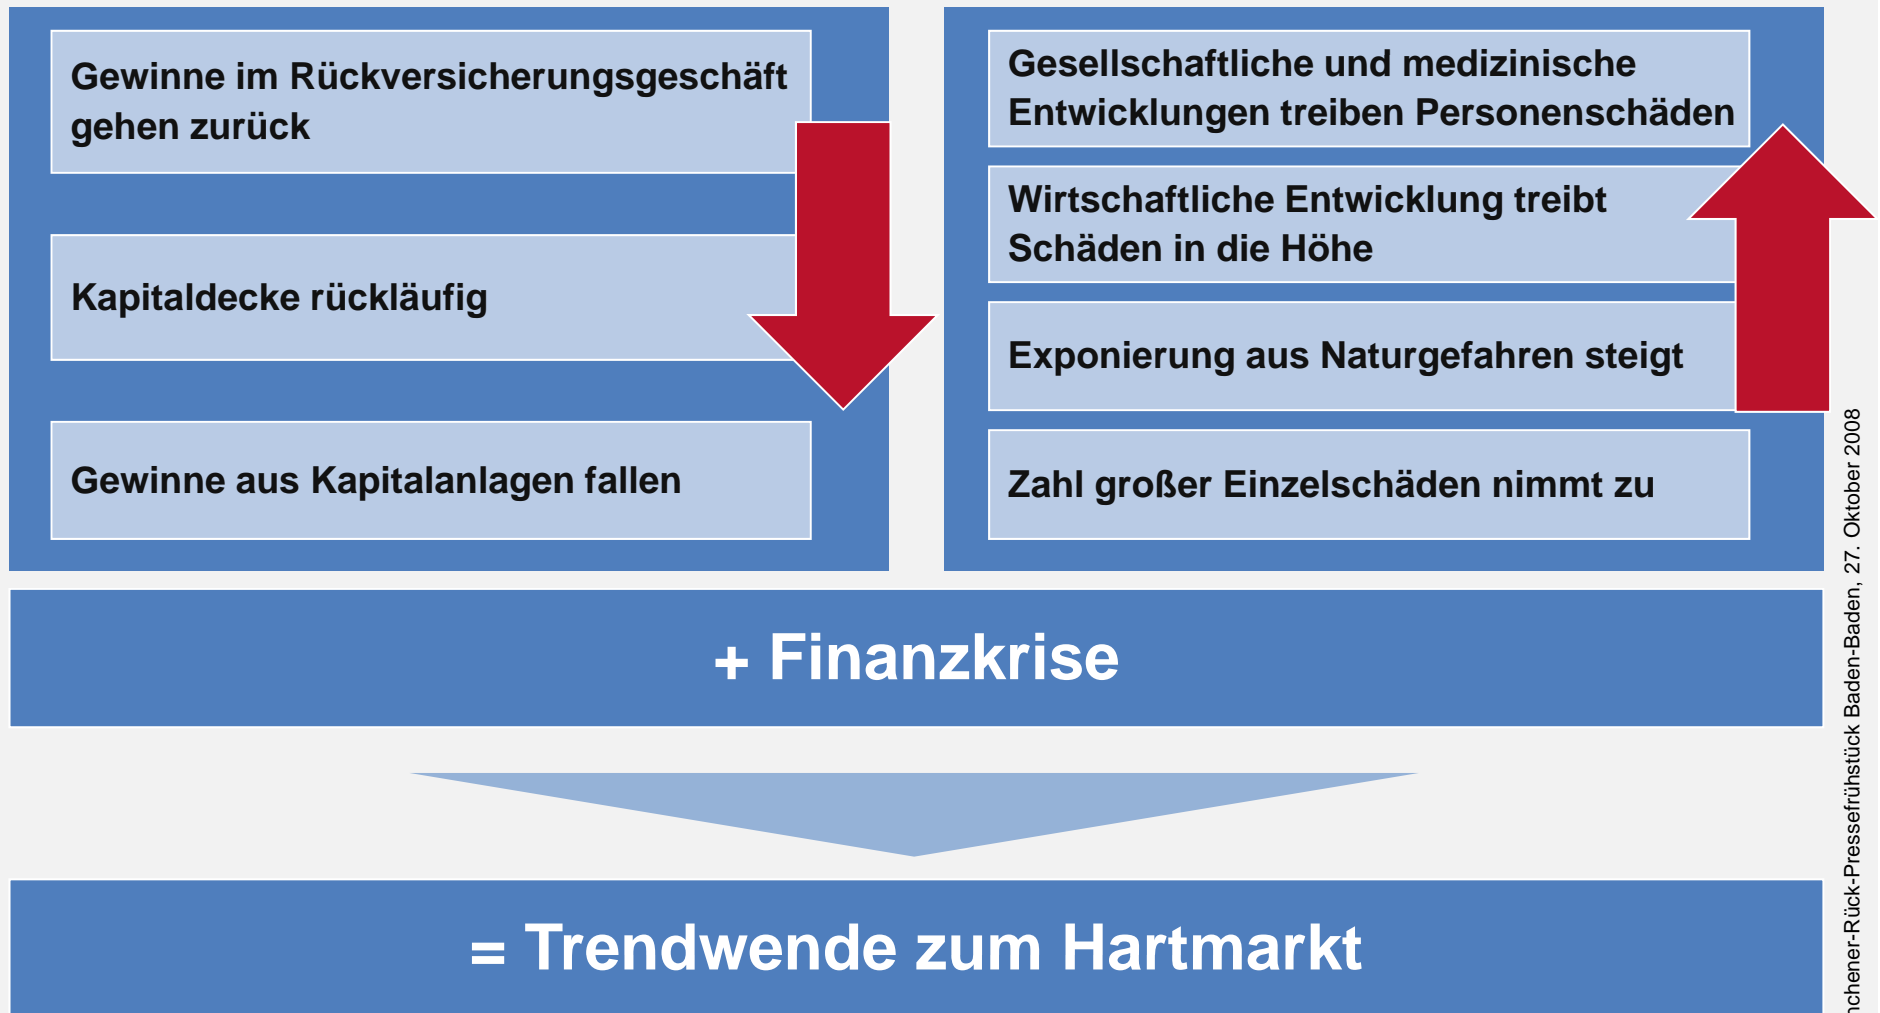 Gewinne im Rückversicherungsgeschäft
gehen zurück
Kapitaldecke rückläufig
Gewinne aus Kapitalanlagen fallen
Gesellschaftliche und medizinische
Entwicklungen treiben Personenschäden
Wirtschaftliche Entwicklung treibt
Schäden in die Höhe
Exponierung aus Naturgefahren steigt
Zahl großer Einzelschäden nimmt zu
+ Finanzkrise
= Trendwende zum Hartmarkt
nchener-Rück-Pressefrühstück Baden-Baden, 27. Oktober 2008